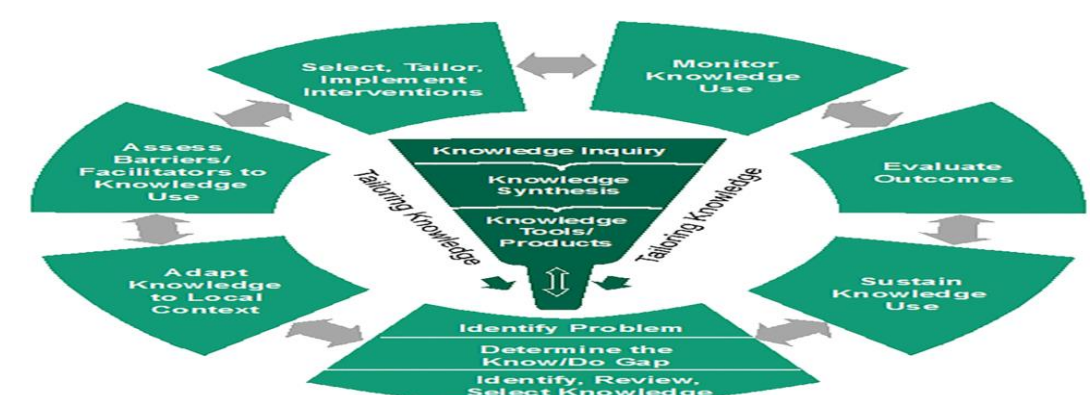 Select, Tailor,
Implement
Interventions
Monitor
Knowledge
Use
Assess
Barriers/
Facilitators to
Knowledge
Use
Evaluate
Outcomes
Knowledge Inquiry
Knowledge
Synthesis
Knowledge
Tools/
Products
Tailoring Knowledge
Tailoring Knowledge
Adapt
Knowledge
to Local
Context
Sustain
Knowledge
Use
Identify Problem
Determine the
Know/Do Gap
Identify, Review,
Select Knowledge